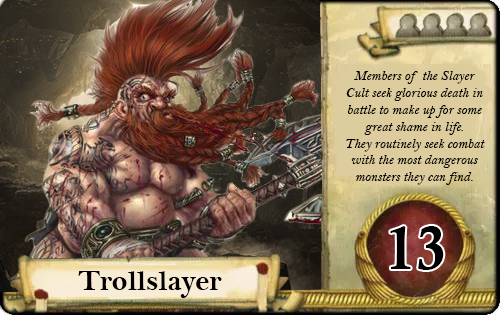 Members of the Slayer
Cult seek glorious death in
battle to make up for some
great shame in life.
They routinely seek combat
with the most dangerous
monsters they can find.
13
Trollslayer